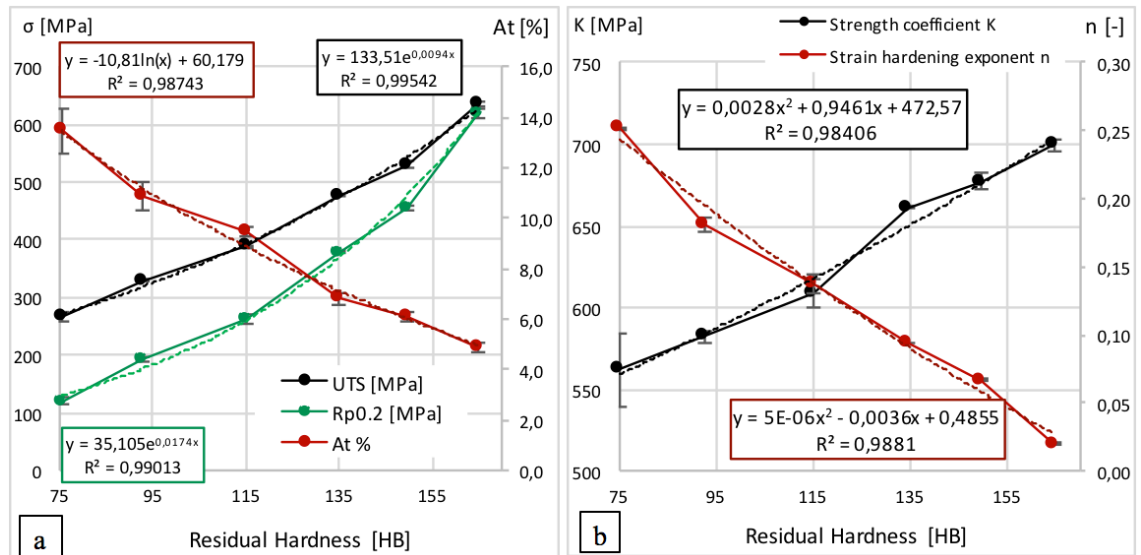 σ [MPa]
At [%]
y = -10,81ln(x) + 60,179
R² = 0,98743
y = 133,51e^0,0094x
R² = 0,99542
700
600
500
400
300
200
100
0
16,0
14,0
12,0
10,0
8,0
6,0
4,0
2,0
0,0
UTS [MPa]
Rp0.2 [MPa]
At %
y = 35,105e^0,0174x
R² = 0,99013
75
95
115
135
155
a
Residual Hardness [HB]
K [MPa]
n [-]
Strength coefficient K
Strain hardening exponent n
y = 0,0028x² + 0,9461x + 472,57
R² = 0,98406
750
700
650
600
550
500
0,30
0,25
0,20
0,15
0,10
0,05
0,00
y = 5E-06x² - 0,0036x + 0,4855
R² = 0,9881
75
95
115
135
155
b
Residual Hardness [HB]